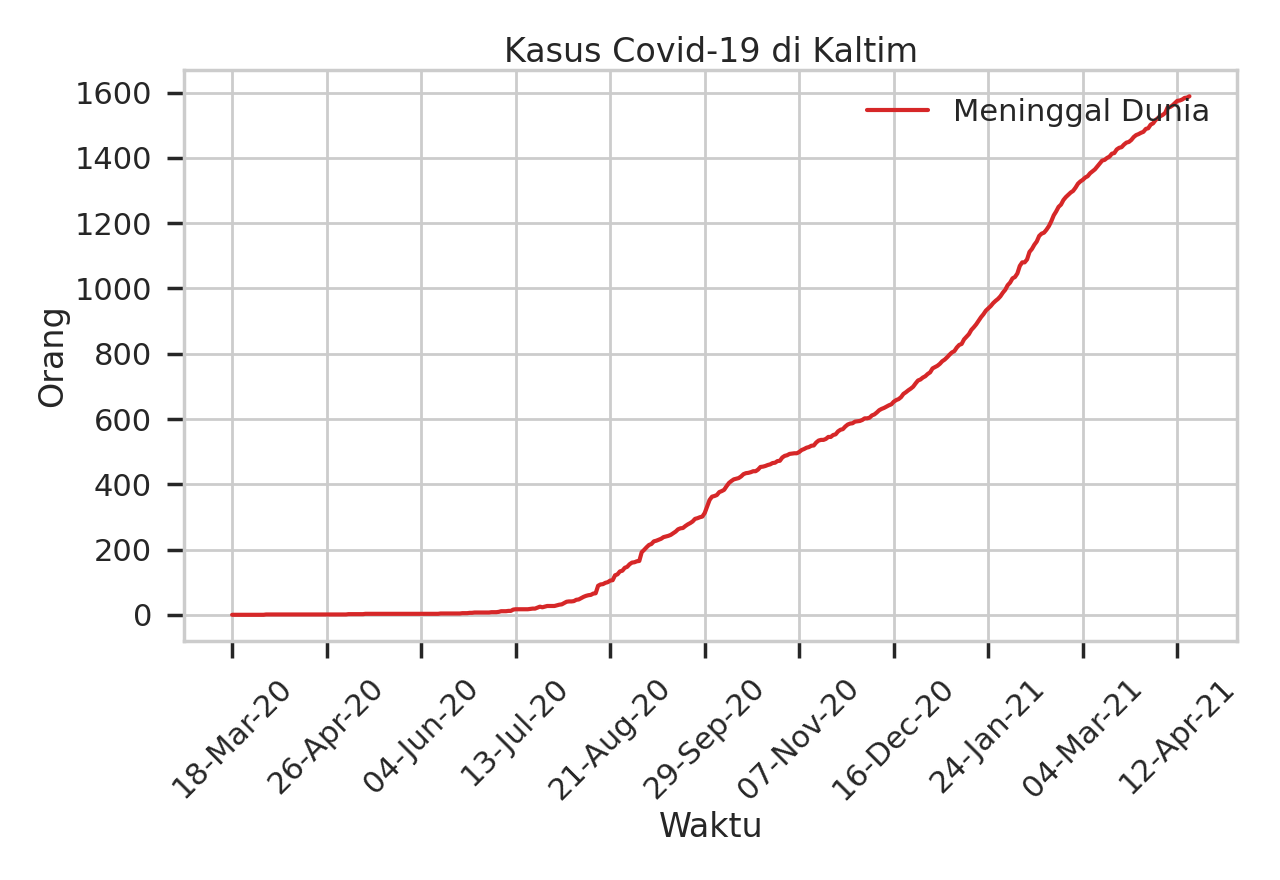 Kasus Covid-19 di Kaltim
Meninggal Dunia
1600
1400
1200
1000
800
600
400
200
0
Orang
18-Mar-20
26-Apr-20
04-Jun-20
13-Jul-20
21-Aug-20
29-Sep-20
07-Nov-20
16-Dec-20
24-Jan-21
04-Mar-21
12-Apr-21
Waktu